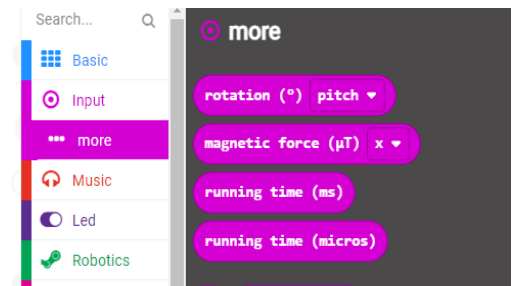 Search...
Basic
Input
more
Music
Led
Robotics
more
rotation (°) pitch
magnetic force (µT) x
running time (ms)
running time (micros)